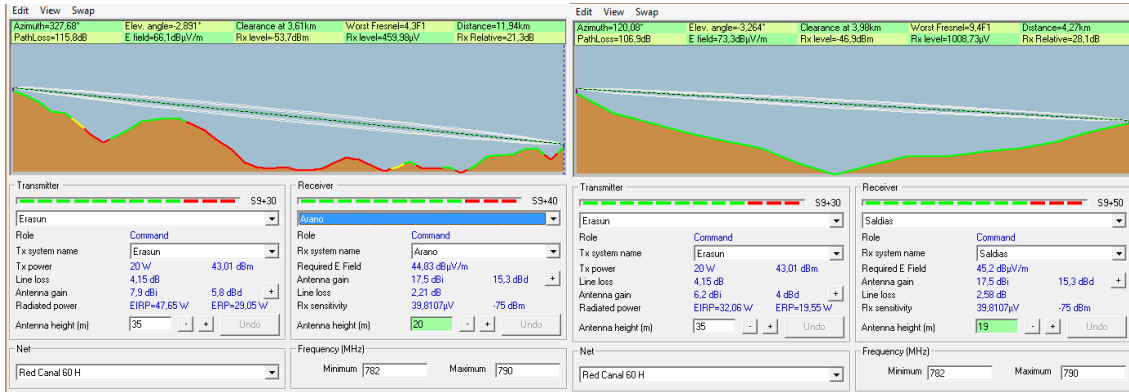 Edit View Swap
Azimuth=327,68° Elev. angle=-2,891° Clearance at 3,61km Worst Fresnel=4,3F1 Distance=11,94km
PathLoss=115,8dB E field=66,1dBµV/m Rx level=-53,7dBm Rx level=459,98µV Rx Relative=21,3dB
Transmitter
S9+30
Erasun
Role Command
Tx system name Erasun
Tx power 20 W 43,01 dBm
Line loss 4,15 dB
Antenna gain 7,9 dBi 5,8 dBd +
Radiated power EIRP=47,65 W ERP=29,05 W
Antenna height (m) 35 - + Undo
Net
Red Canal 60 H
Receiver
S9+40
Arano
Role Command
Rx system name Arano
Required E Field 44,83 dBµV/m
Antenna gain 17,5 dBi 15,3 dBd +
Line loss 2,21 dB
Rx sensitivity 39,8107µV -75 dBm
Antenna height (m) 20 - + Undo
Frequency (MHz)
Minimum 782 Maximum 790
Edit View Swap
Azimuth=120,08° Elev. angle=-3,264° Clearance at 3,98km Worst Fresnel=9,4F1 Distance=4,27km
PathLoss=106,9dB E field=73,3dBµV/m Rx level=-46,9dBm Rx level=1008,73µV Rx Relative=28,1dB
Transmitter
S9+30
Erasun
Role Command
Tx system name Erasun
Tx power 20 W 43,01 dBm
Line loss 4,15 dB
Antenna gain 6,2 dBi 4 dBd +
Radiated power EIRP=32,06 W ERP=19,55 W
Antenna height (m) 35 - + Undo
Net
Red Canal 60 H
Receiver
S9+50
Saldias
Role Command
Rx system name Saldias
Required E Field 45,2 dBµV/m
Antenna gain 17,5 dBi 15,3 dBd +
Line loss 2,58 dB
Rx sensitivity 39,8107µV -75 dBm
Antenna height (m) 19 - + Undo
Frequency (MHz)
Minimum 782 Maximum 790